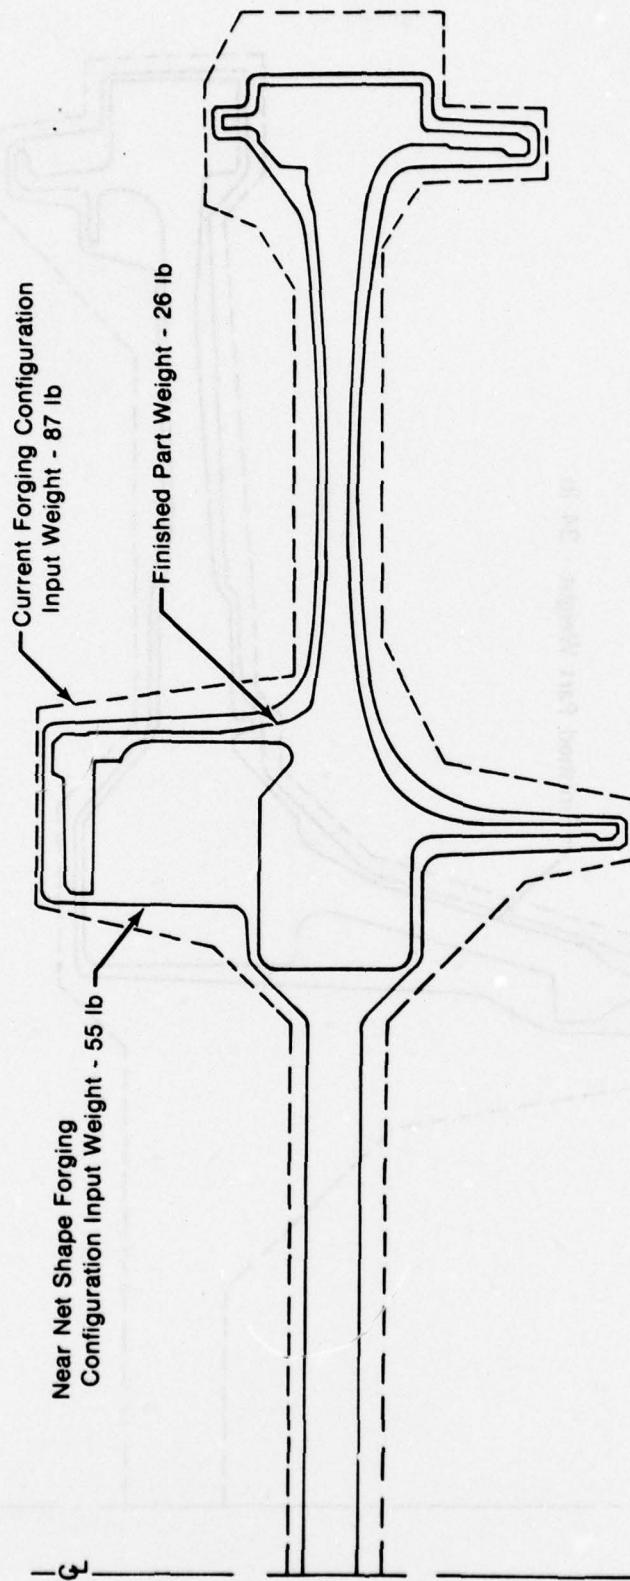 Current Forging Configuration
Input Weight - 87 lb
Finished Part Weight - 26 lb
Near Net Shape Forging
Configuration Input Weight - 55 lb
℄